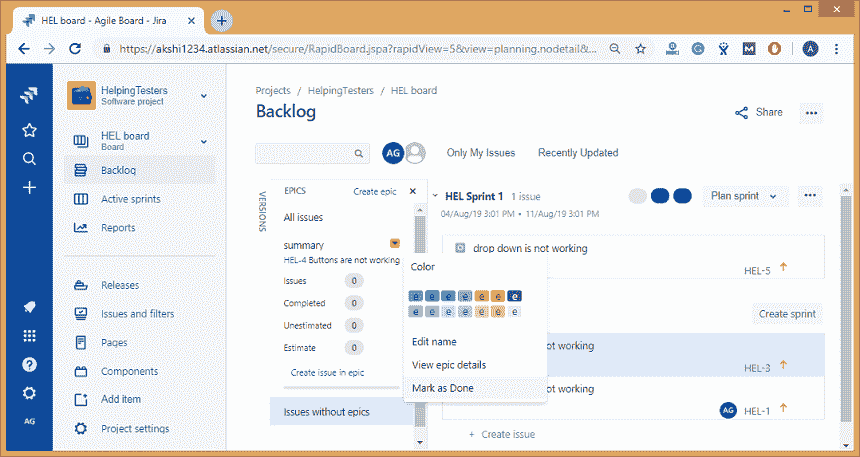 HEL board - Agile Board - Jira
https://akshi1234.atlassian.net/secure/RapidBoard.jspa?rapidView=5&view=planning.nodetail&...
HelpingTesters
Software project
HEL board
Board
Backlog
Active sprints
Reports
Releases
Issues and filters
Pages
Components
Add item
Project settings
AG
Projects / HelpingTesters / HEL board
Backlog
Share
AG
Only My Issues
Recently Updated
VERSIONS
EPICS
Create epic
All issues
summary
HEL-4 Buttons are not working
Issues 0
Completed 0
Unestimated 0
Estimate 0
Create issue in epic
Issues without epics
HEL Sprint 1 1 issue
Plan sprint
04/Aug/19 3:01 PM • 11/Aug/19 3:01 PM
drop down is not working
HEL-5
Color
e e e e e e e
e e e e e e e
Edit name
View epic details
Mark as Done
Create sprint
not working
HEL-3
not working
AG HEL-1
+ Create issue